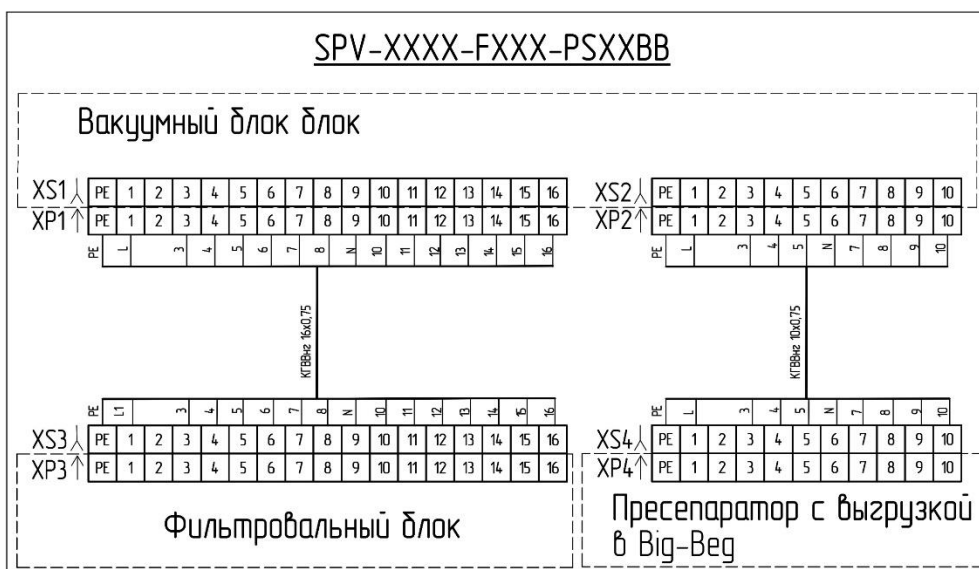 SPV-XXXX-FXXX-PSXXBB
Вакуумный блок блок
XS1 PE 1 2 3 4 5 6 7 8 9 10 11 12 13 14 15 16 XS2 PE 1 2 3 4 5 6 7 8 9 10
XP1 PE 1 2 3 4 5 6 7 8 9 10 11 12 13 14 15 16 XP2 PE 1 2 3 4 5 6 7 8 9 10
PE L 3 4 5 6 7 8 N 10 11 12 13 14 15 16 PE L 3 4 5 N 7 8 9 10
КГВВнг 16x0,75 КГВВнг 10x0,75
PE L1 3 4 5 6 7 8 N 10 11 12 13 14 15 16 PE L 3 4 5 N 7 8 9 10
XS3 PE 1 2 3 4 5 6 7 8 9 10 11 12 13 14 15 16 XS4 PE 1 2 3 4 5 6 7 8 9 10
XP3 PE 1 2 3 4 5 6 7 8 9 10 11 12 13 14 15 16 XP4 PE 1 2 3 4 5 6 7 8 9 10
Фильтровальный блок
Пресепаратор с выгрузкой
в Big-Beg